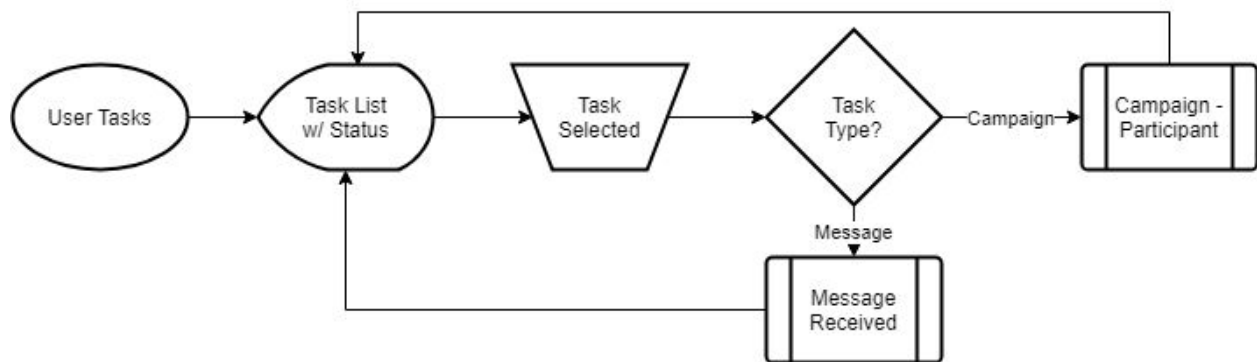 User Tasks
Task List
w/ Status
Task
Selected
Task
Type?
Campaign
Campaign -
Participant
Message
Message
Received